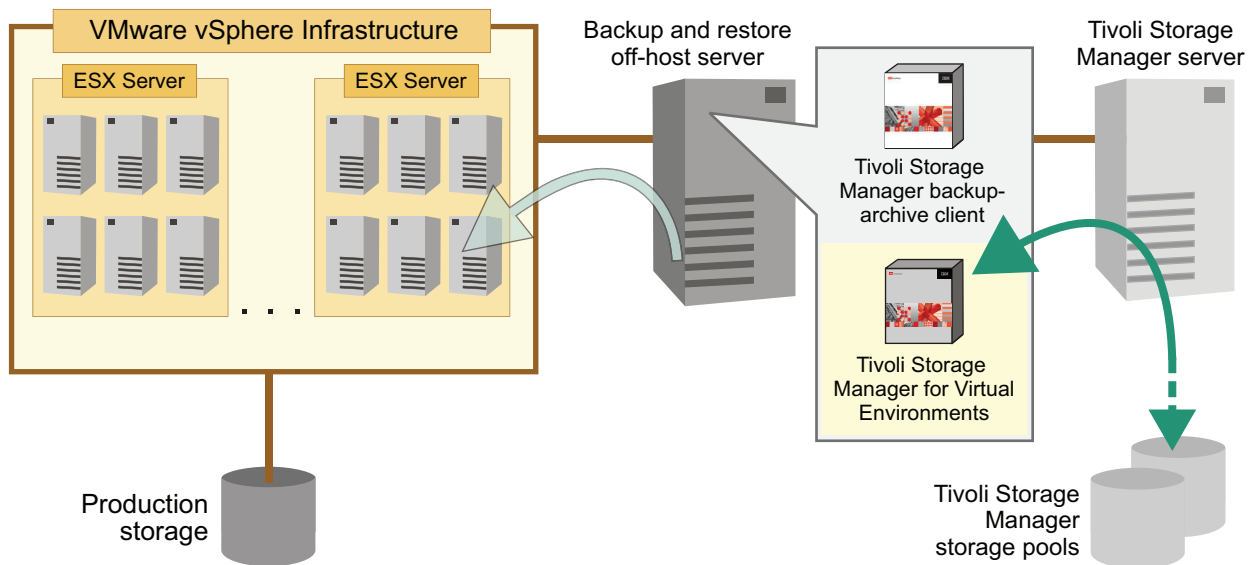 VMware vSphere Infrastructure
ESX Server
ESX Server
. . .
Backup and restore
off-host server
Tivoli Storage
Manager backup-
archive client
Tivoli Storage
Manager for Virtual
Environments
Tivoli Storage
Manager server
Production
storage
Tivoli Storage
Manager
storage pools